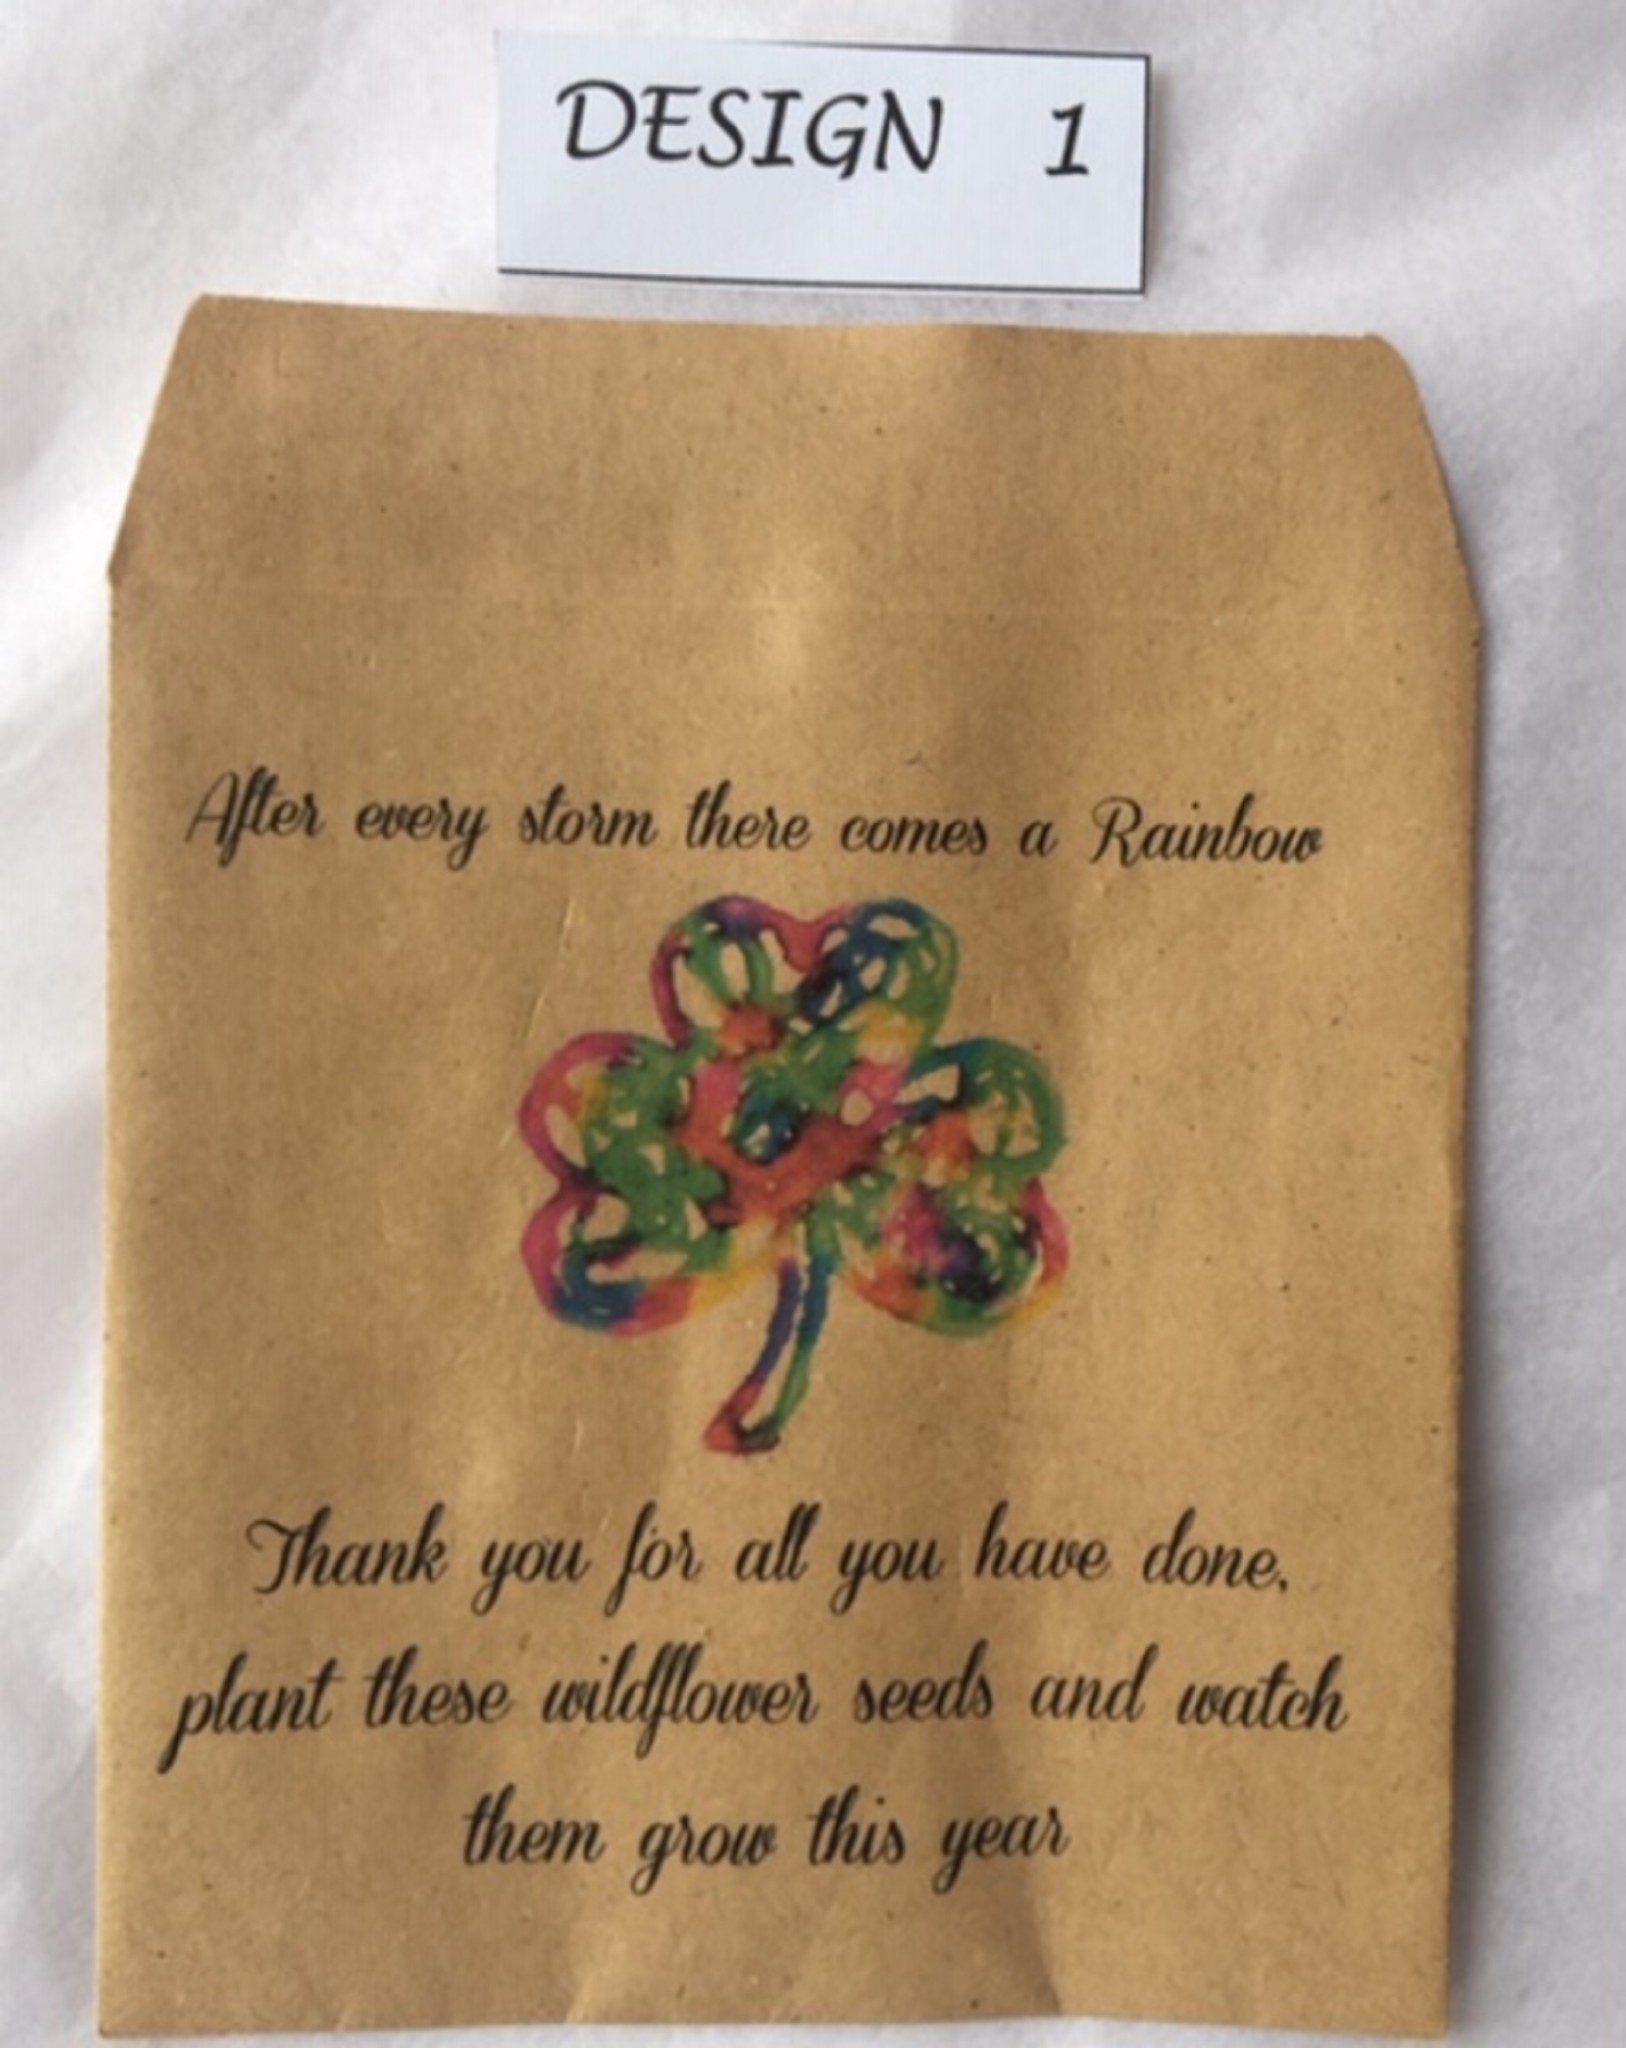 DESIGN 1
After every storm there comes a Rainbow
Thank you for all you have done,
plant these wildflower seeds and watch
them grow this year